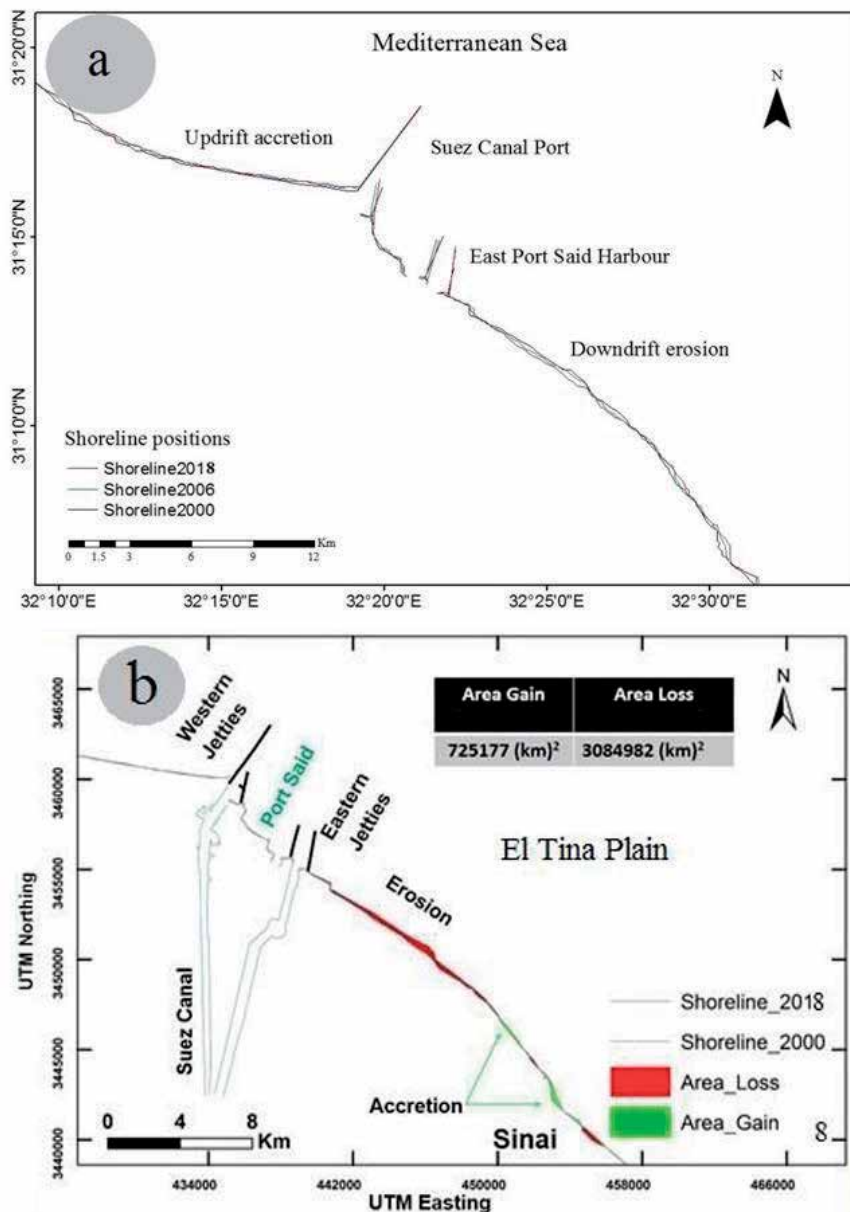 a
Mediterranean Sea
N
Updrift accretion
Suez Canal Port
East Port Said Harbour
Downdrift erosion
Shoreline positions
Shoreline2018
Shoreline2006
Shoreline2000
Km
0 1.5 3 6 9 12
31°20'0"N
31°15'0"N
31°10'0"N
32°10'0"E 32°15'0"E 32°20'0"E 32°25'0"E 32°30'0"E
b
Western
Jetties
Port Said
Eastern
Jetties
Area Gain Area Loss
725177 (km)² 3084982 (km)²
N
El Tina Plain
Erosion
Suez Canal
Accretion
Sinai
Shoreline_2018
Shoreline_2000
Area_Loss
Area_Gain
8
0 4 8
Km
UTM Northing
3465000
3460000
3455000
3450000
3445000
3440000
434000 442000 450000 458000 466000
UTM Easting